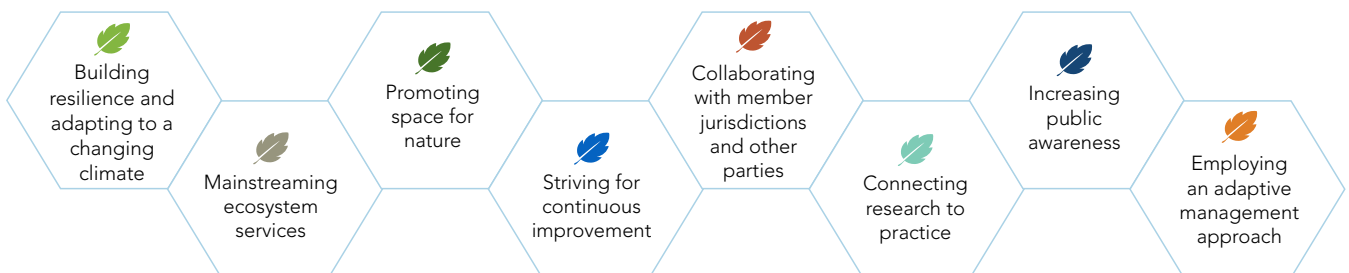 Building
resilience and
adapting to a
changing
climate
Mainstreaming
ecosystem
services
Promoting
space for
nature
Striving for
continuous
improvement
Collaborating
with member
jurisdictions
and other
parties
Connecting
research to
practice
Increasing
public
awareness
Employing
an adaptive
management
approach